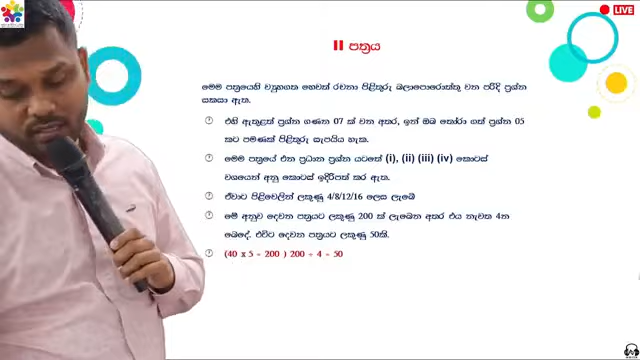 LIVE
II පත්‍රය
මෙම පත්‍රයෙහි ව්‍යුහගත හෙවත් රචනා පිළිතුරු බලාපොරොත්තු වන පරිදි ප්‍රශ්න
සකසා ඇත.
එහි ඇතුළත් ප්‍රශ්න ගණන 07 ක් වන අතර, ඉන් ඔබ තෝරා ගත් ප්‍රශ්න 05
කට පමණක් පිළිතුරු සැපයිය හැක.
මෙම පත්‍රයේ එන ප්‍රධාන ප්‍රශ්න යටතේ (i), (ii) (iii) (iv) කොටස්
වශයෙන් අනු කොටස් ඉදිරිපත් කර ඇත.
ඒවාට පිළිවෙලින් ලකුණු 4/8/12/16 ලෙස ලැබේ
මේ අනුව දෙවන පත්‍රයට ලකුණු 200 ක් ලැබෙන අතර එය නැවත 4න්
බෙදේ. එවිට දෙවන පත්‍රයට ලකුණු 50කි.
(40 x 5 = 200 ) 200 ÷ 4 = 50